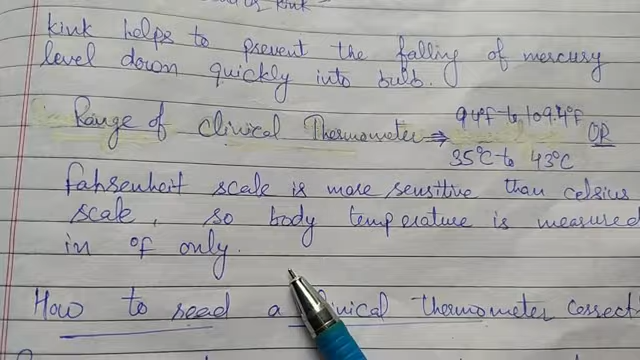 kink helps to prevent the falling of mercury
level down quickly into bulb.
Range of clinical Thermometer ⇒ 94°F to 109.4°F OR
35°C to 43°C
Fahrenheit scale is more sensitive than celsius
scale, so body temperature is measured
in °F only.
How to read a clinical thermometer correct